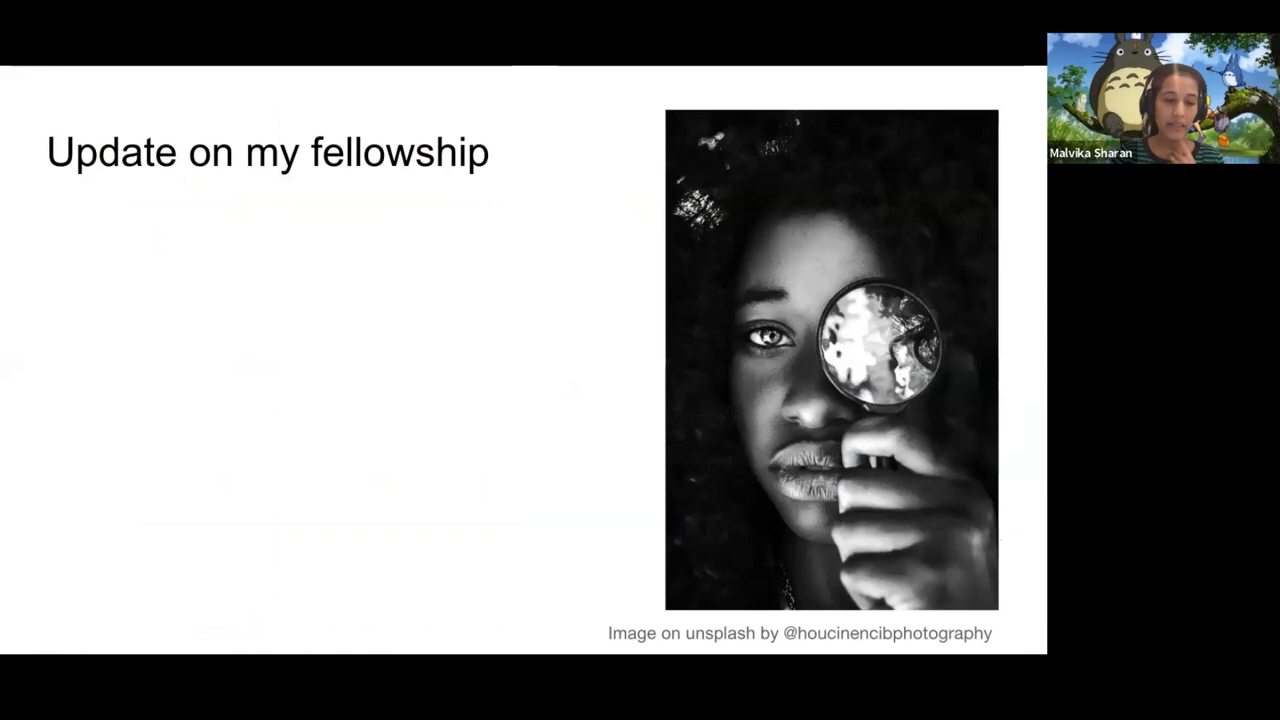 Update on my fellowship
Malvika Sharan
Image on unsplash by @houcinencibphotography